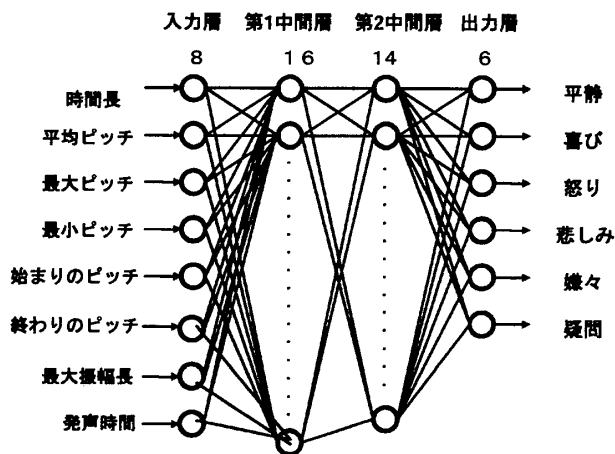 入力層 第1中間層 第2中間層 出力層
8 16 14 6
時間長
平均ピッチ
最大ピッチ
最小ピッチ
始まりのピッチ
終わりのピッチ
最大振幅長
発声時間
平静
喜び
怒り
悲しみ
嫌々
疑問